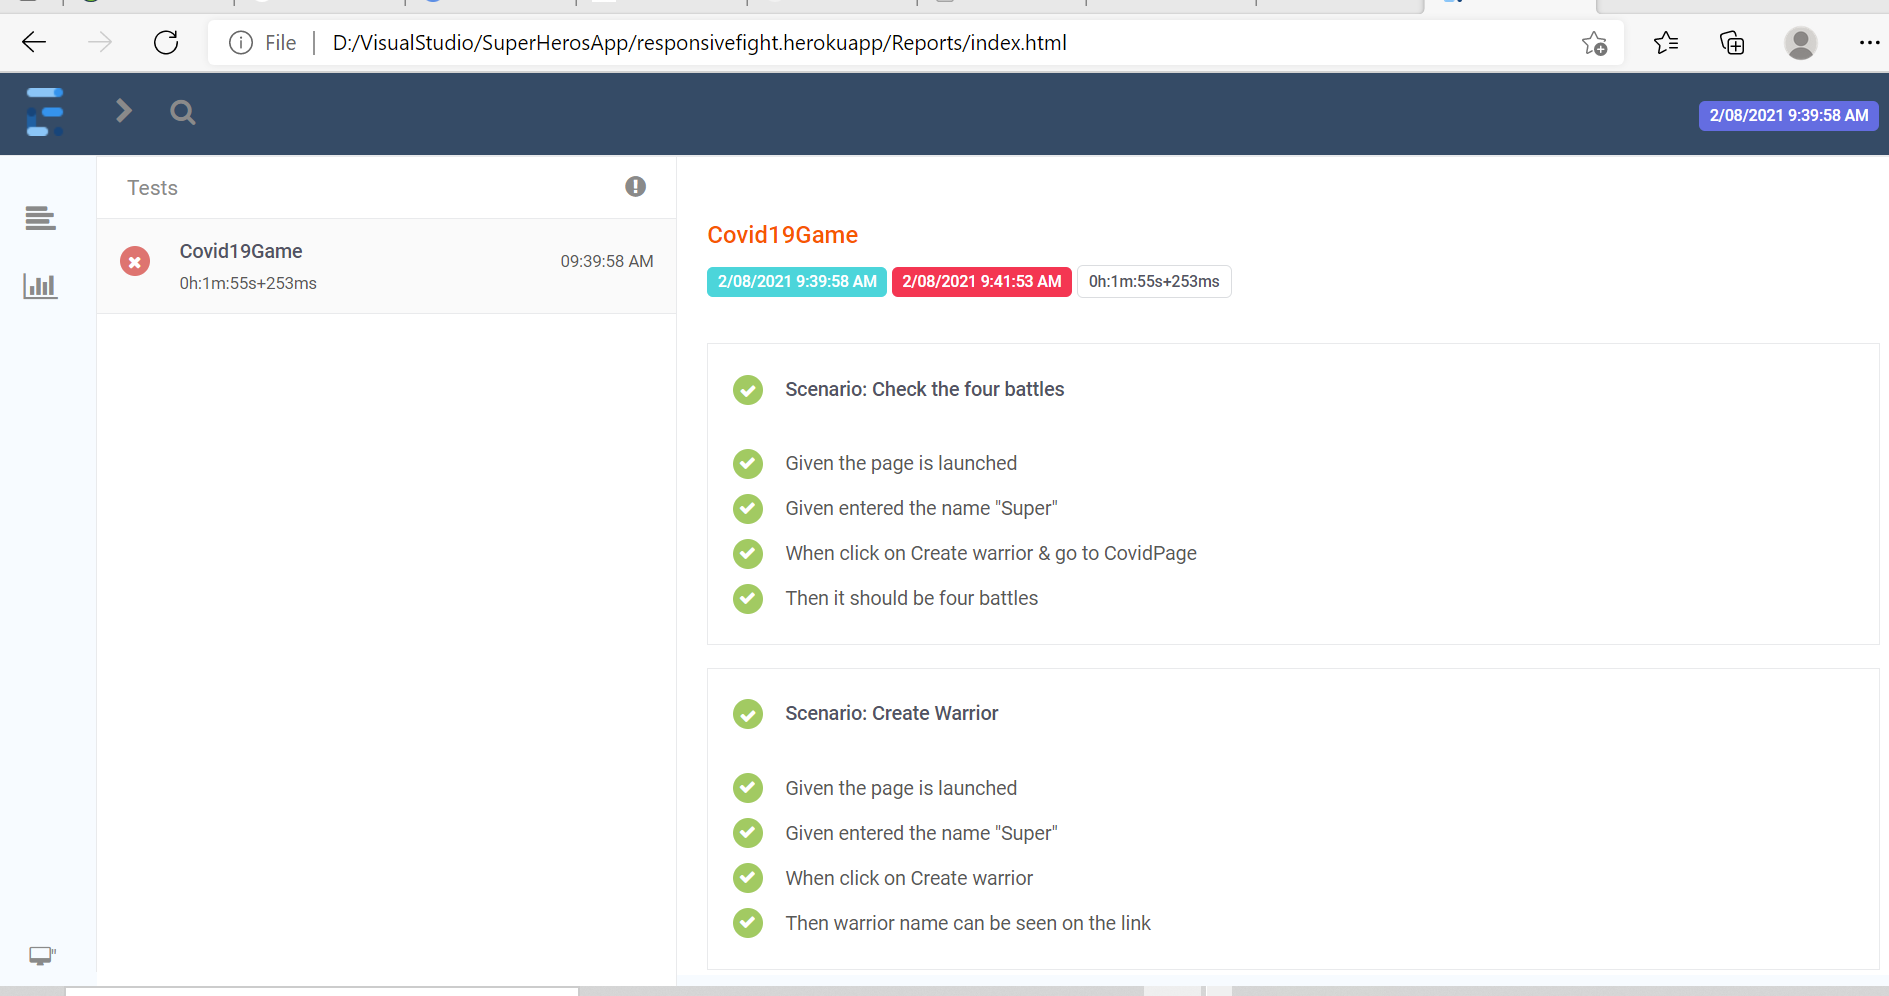 File D:/VisualStudio/SuperHerosApp/responsivefight.herokuapp/Reports/index.html
2/08/2021 9:39:58 AM
Tests
Covid19Game
0h:1m:55s+253ms
09:39:58 AM
Covid19Game
2/08/2021 9:39:58 AM 2/08/2021 9:41:53 AM 0h:1m:55s+253ms
Scenario: Check the four battles
Given the page is launched
Given entered the name "Super"
When click on Create warrior & go to CovidPage
Then it should be four battles
Scenario: Create Warrior
Given the page is launched
Given entered the name "Super"
When click on Create warrior
Then warrior name can be seen on the link